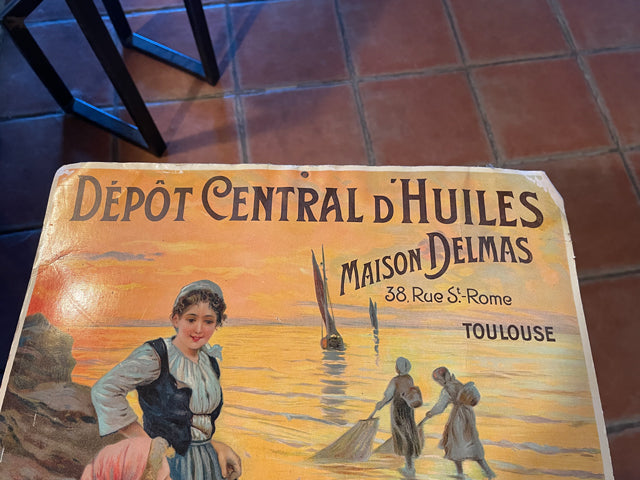 DÉPÔT CENTRAL D'HUILES
MAISON DELMAS
38, Rue St-Rome
TOULOUSE